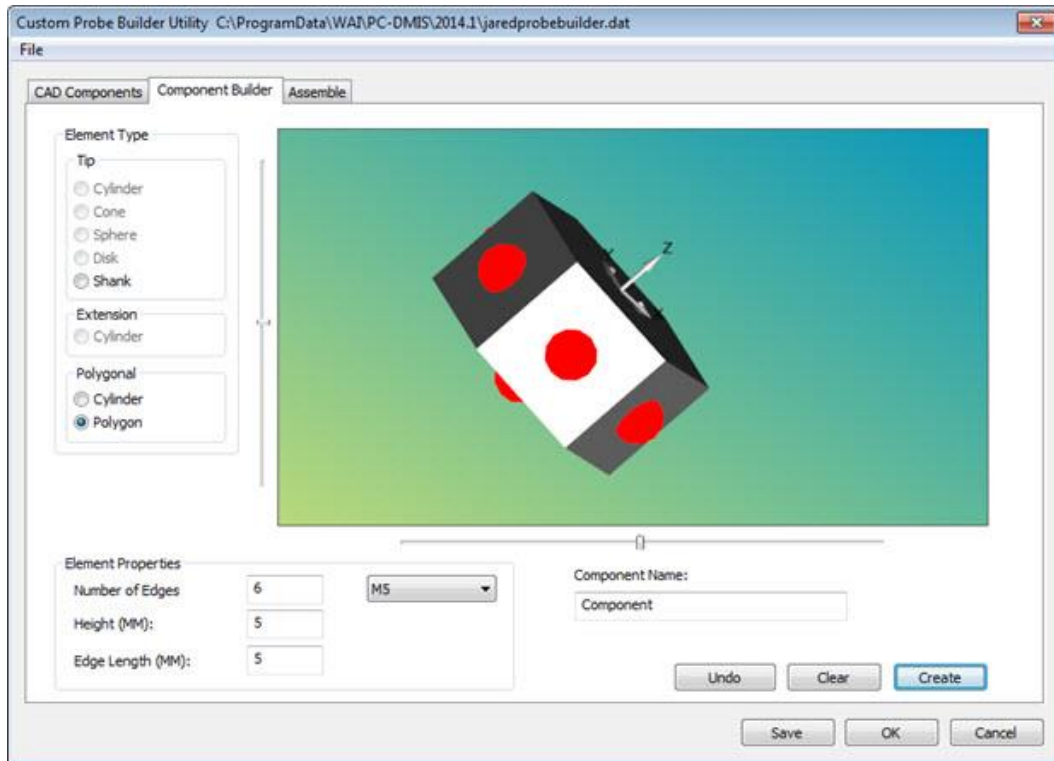 Custom Probe Builder Utility C:\ProgramData\WAI\PC-DMIS\2014.1\jaredprobebuilder.dat
File
CAD Components Component Builder Assemble
Element Type
Tip
Cylinder
Cone
Sphere
Disk
Shank
Extension
Cylinder
Polygonal
Cylinder
Polygon
Z
Element Properties
Number of Edges 6 M5
Height (MM): 5
Edge Length (MM): 5
Component Name:
Component
Undo Clear Create
Save OK Cancel